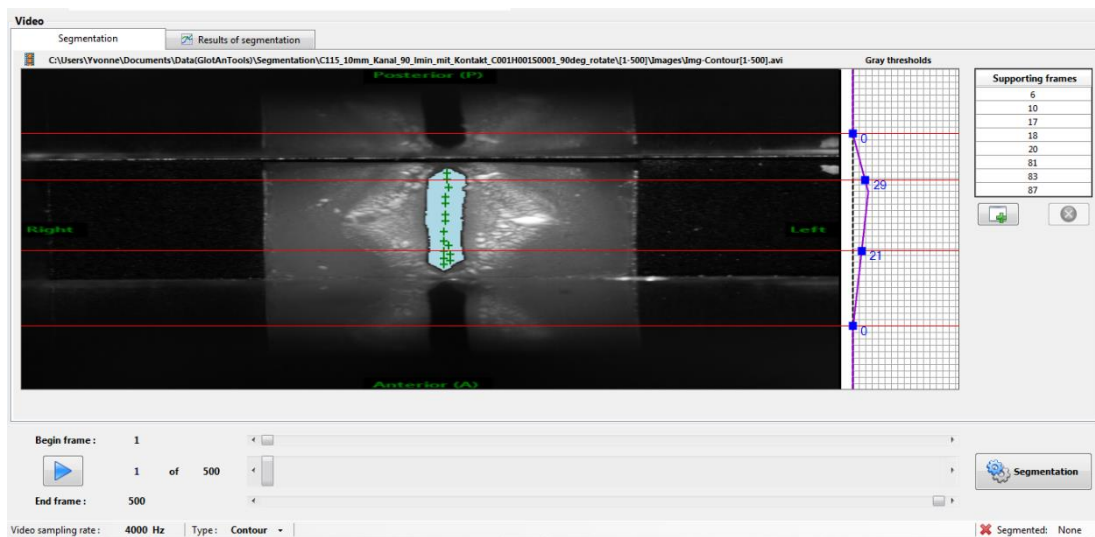 Video
Segmentation
Results of segmentation
C:\Users\Yvonne\Documents\Data(GlotAnTools)\Segmentation\C115_10mm_Kanal_90_lmin_mit_Kontakt_C001H001S0001_90deg_rotate\[1-500]\Images\Img-Contour[1-500].avi
Gray thresholds
Supporting frames
Posterior (P)
6
10
17
18
20
81
83
87
0
29
Right
Left
21
0
Anterior (A)
Begin frame :
1
1 of 500
Segmentation
End frame :
500
Video sampling rate : 4000 Hz Type : Contour Segmented: None